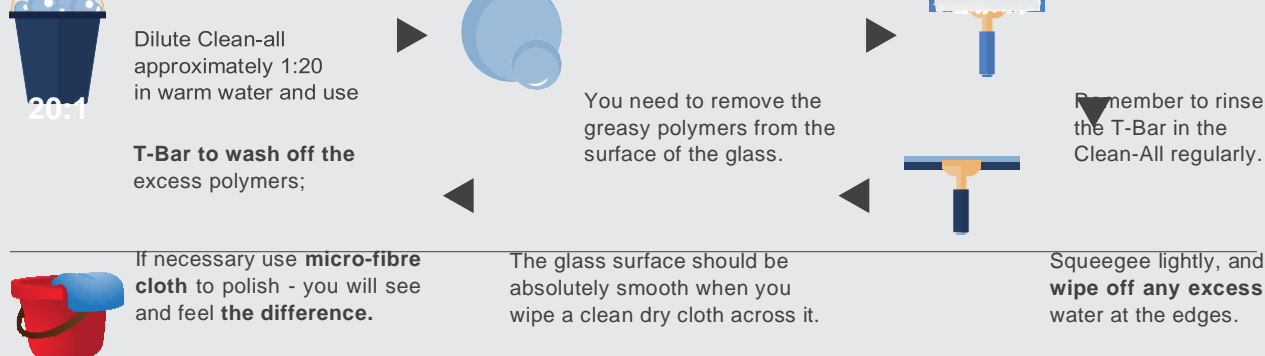 Dilute Clean-all
approximately 1:20
in warm water and use
20:1
T-Bar to wash off the
excess polymers;
You need to remove the
greasy polymers from the
surface of the glass.
Remember to rinse
the T-Bar in the
Clean-All regularly.
If necessary use micro-fibre
cloth to polish - you will see
and feel the difference.
The glass surface should be
absolutely smooth when you
wipe a clean dry cloth across it.
Squeegee lightly, and
wipe off any excess
water at the edges.